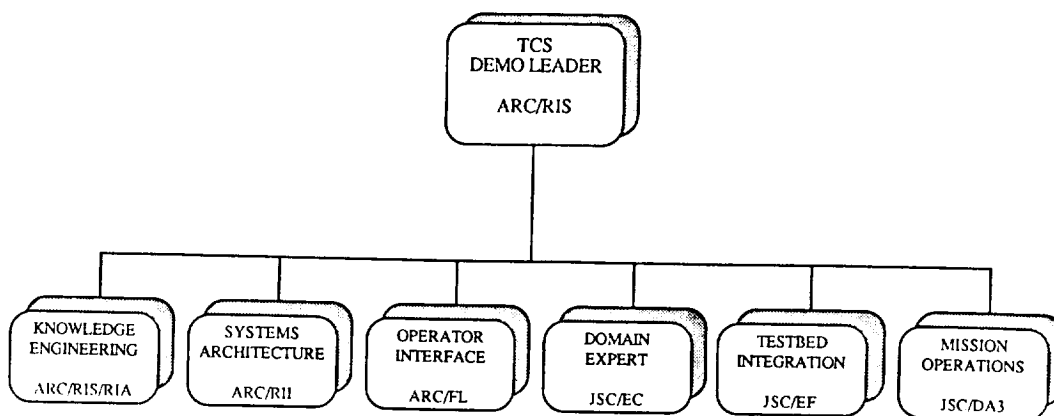 TCS
DEMO LEADER
ARC/RIS
KNOWLEDGE
ENGINEERING
ARC/RIS/RIA
SYSTEMS
ARCHITECTURE
ARC/RII
OPERATOR
INTERFACE
ARC/FL
DOMAIN
EXPERT
JSC/EC
TESTBED
INTEGRATION
JSC/EF
MISSION
OPERATIONS
JSC/DA3